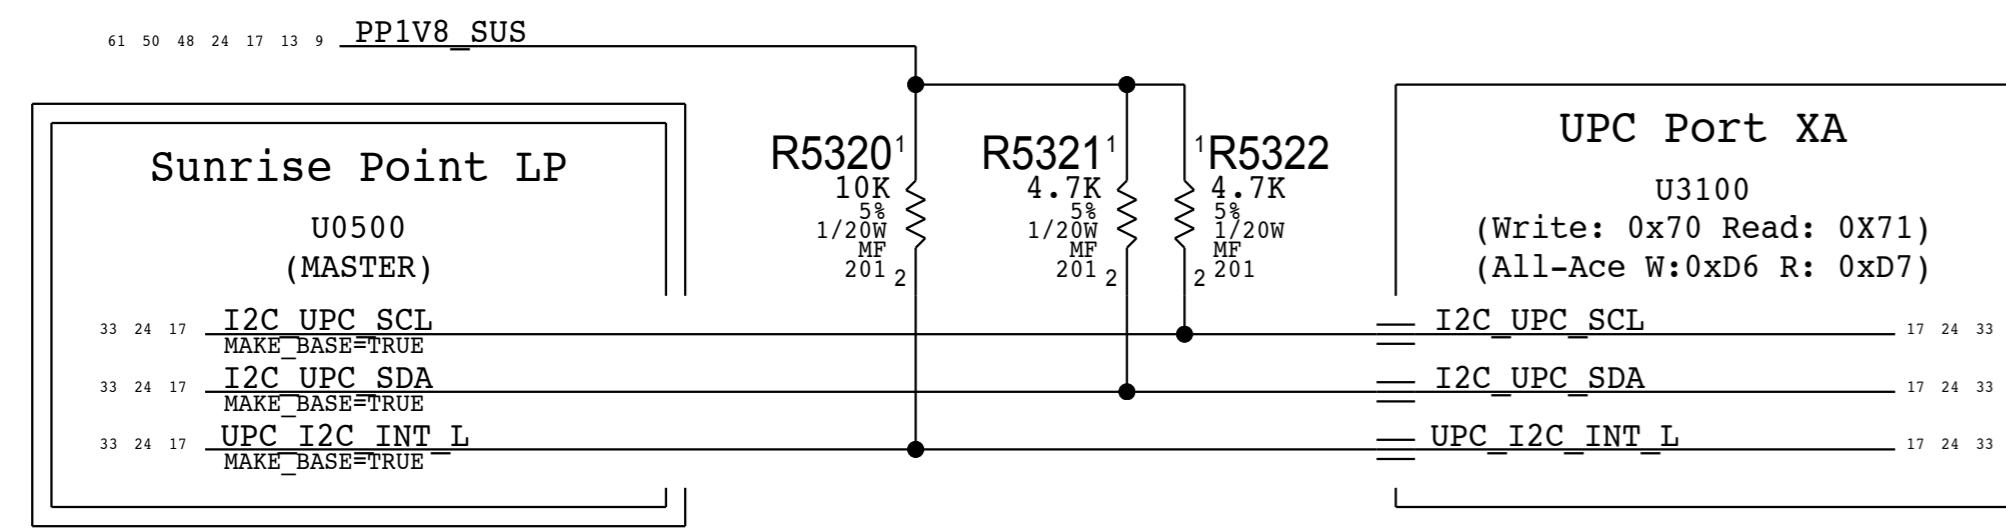 61 50 48 24 17 13 9 PP1V8_SUS
Sunrise Point LP
U0500
(MASTER)
33 24 17 I2C_UPC_SCL
MAKE_BASE=TRUE
33 24 17 I2C_UPC_SDA
MAKE_BASE=TRUE
33 24 17 UPC_I2C_INT_L
MAKE_BASE=TRUE
R5320 1
10K
5%
1/20W
MF
201 2
R5321 1
4.7K
5%
1/20W
MF
201 2
1 R5322
4.7K
5%
1/20W
MF
2 201
UPC Port XA
U3100
(Write: 0x70 Read: 0X71)
(All-Ace W:0xD6 R: 0xD7)
I2C_UPC_SCL 17 24 33
I2C_UPC_SDA 17 24 33
UPC_I2C_INT_L 17 24 33